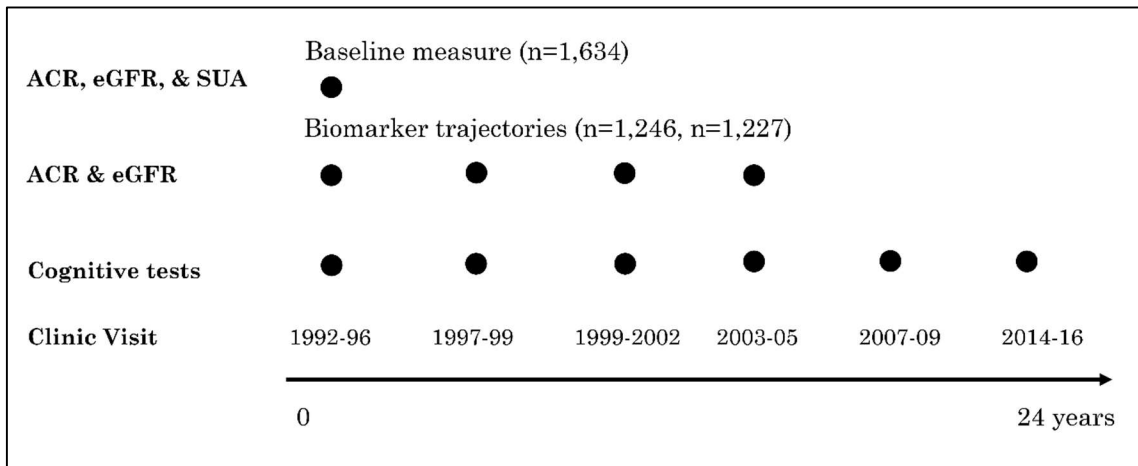 Baseline measure (n=1,634)
ACR, eGFR, & SUA
Biomarker trajectories (n=1,246, n=1,227)
ACR & eGFR
Cognitive tests
Clinic Visit 1992-96 1997-99 1999-2002 2003-05 2007-09 2014-16
0 24 years